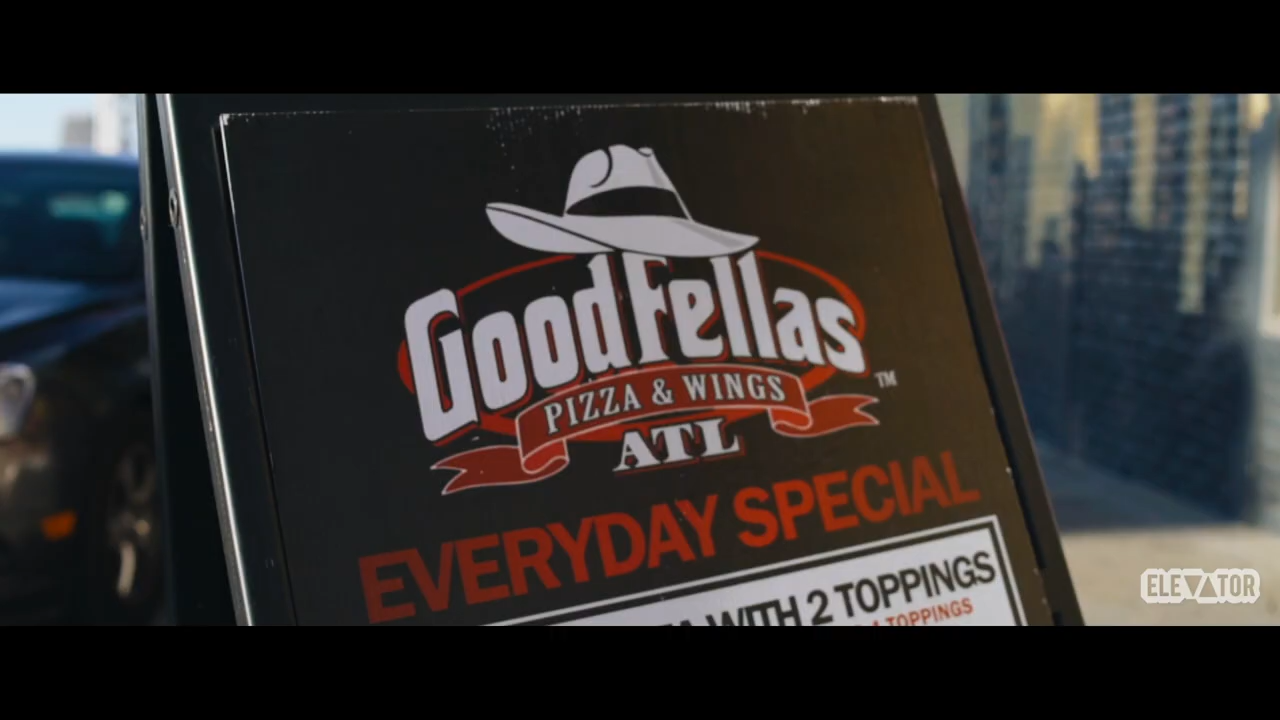 GoodFellas
PIZZA & WINGS
TM
ATL
EVERYDAY SPECIAL
WITH 2 TOPPINGS
TOPPINGS
ELEVATOR